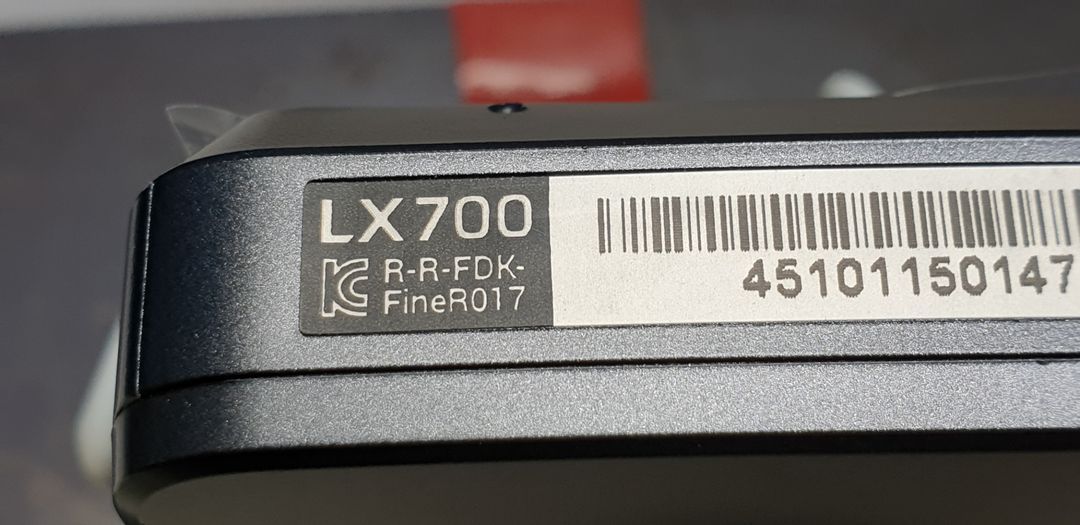 LX700
R-R-FDK-
FineR017
45101150147